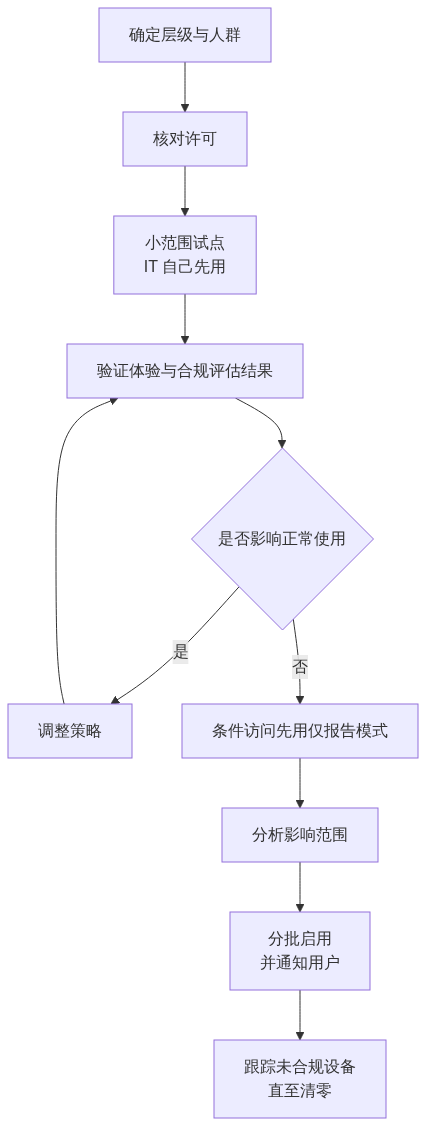 确定层级与人群
核对许可
小范围试点
IT 自己先用
验证体验与合规评估结果
是否影响正常使用
是
否
调整策略
条件访问先用仅报告模式
分析影响范围
分批启用
并通知用户
跟踪未合规设备
直至清零